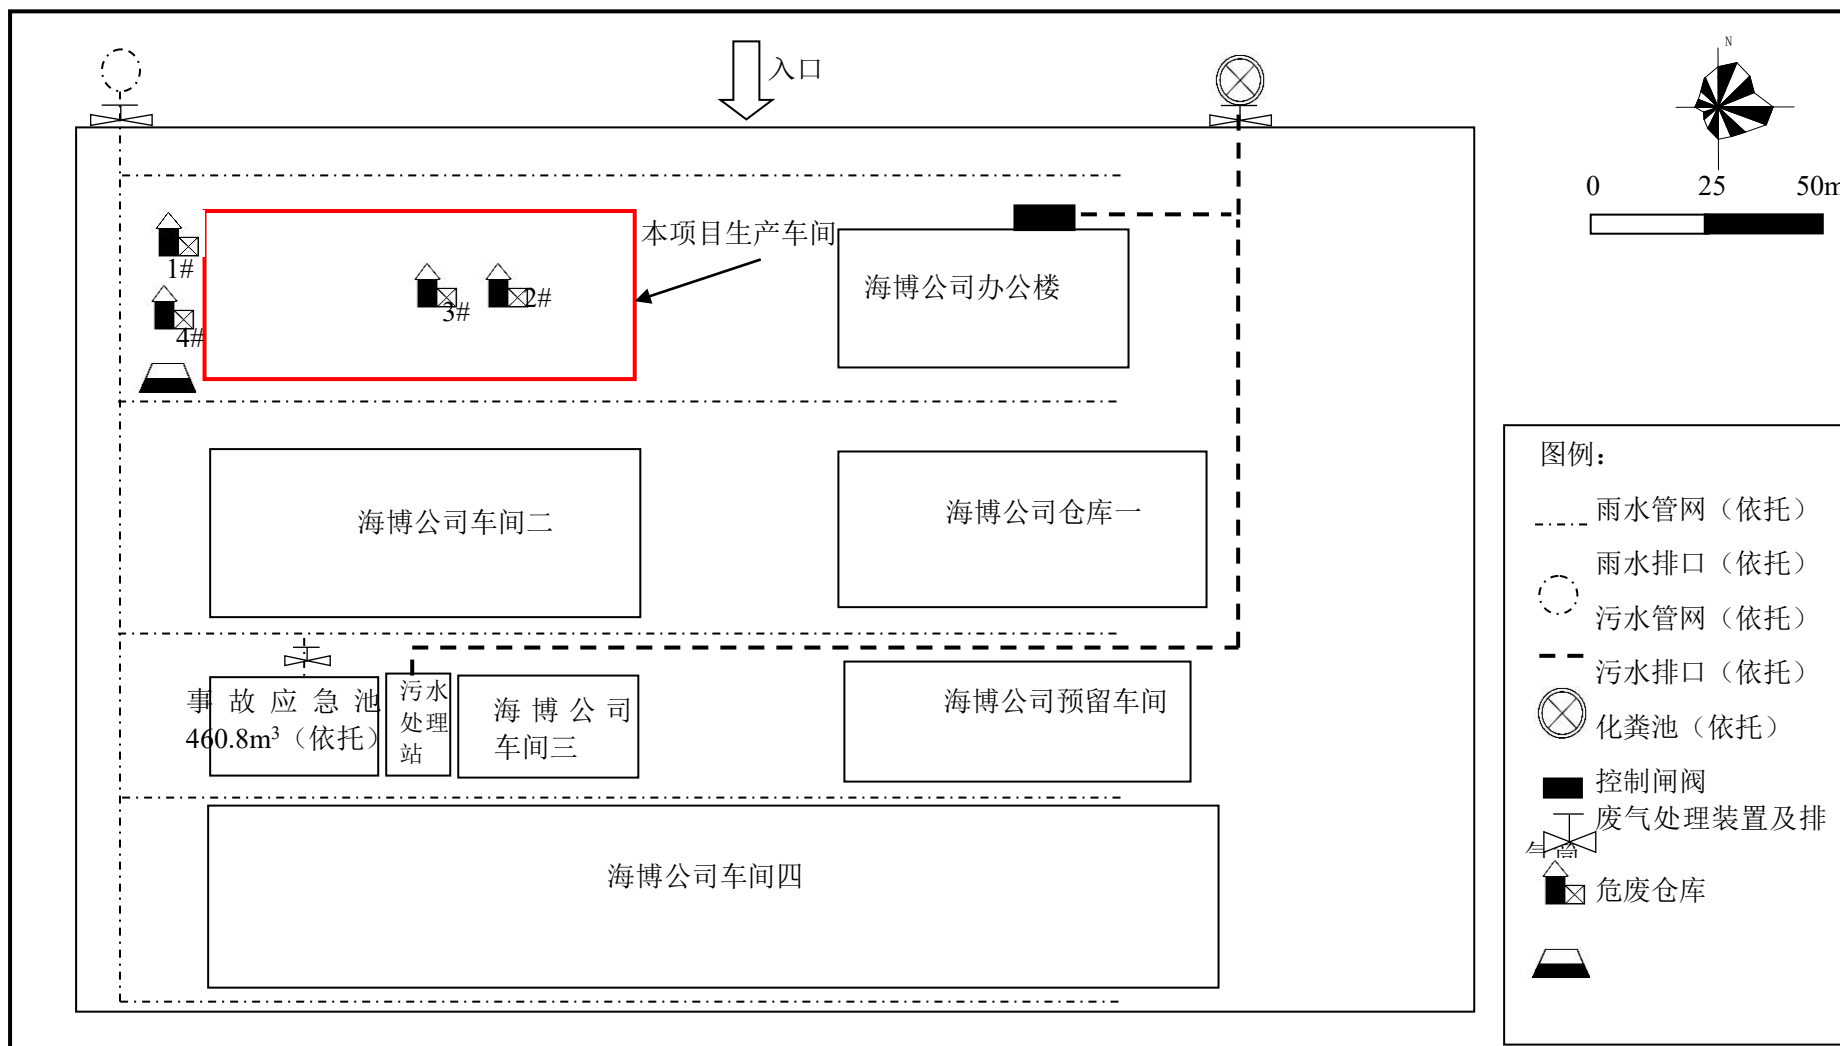 入口
N
0 25 50m
本项目生产车间
1#
2#
3#
4#
海博公司办公楼
海博公司车间二
海博公司仓库一
事故应急池
460.8m³（依托）
污水
处理
站
海博公司
车间三
海博公司预留车间
海博公司车间四
图例：
雨水管网（依托）
雨水排口（依托）
污水管网（依托）
污水排口（依托）
化粪池（依托）
控制闸阀
废气处理装置及排
气筒
危废仓库